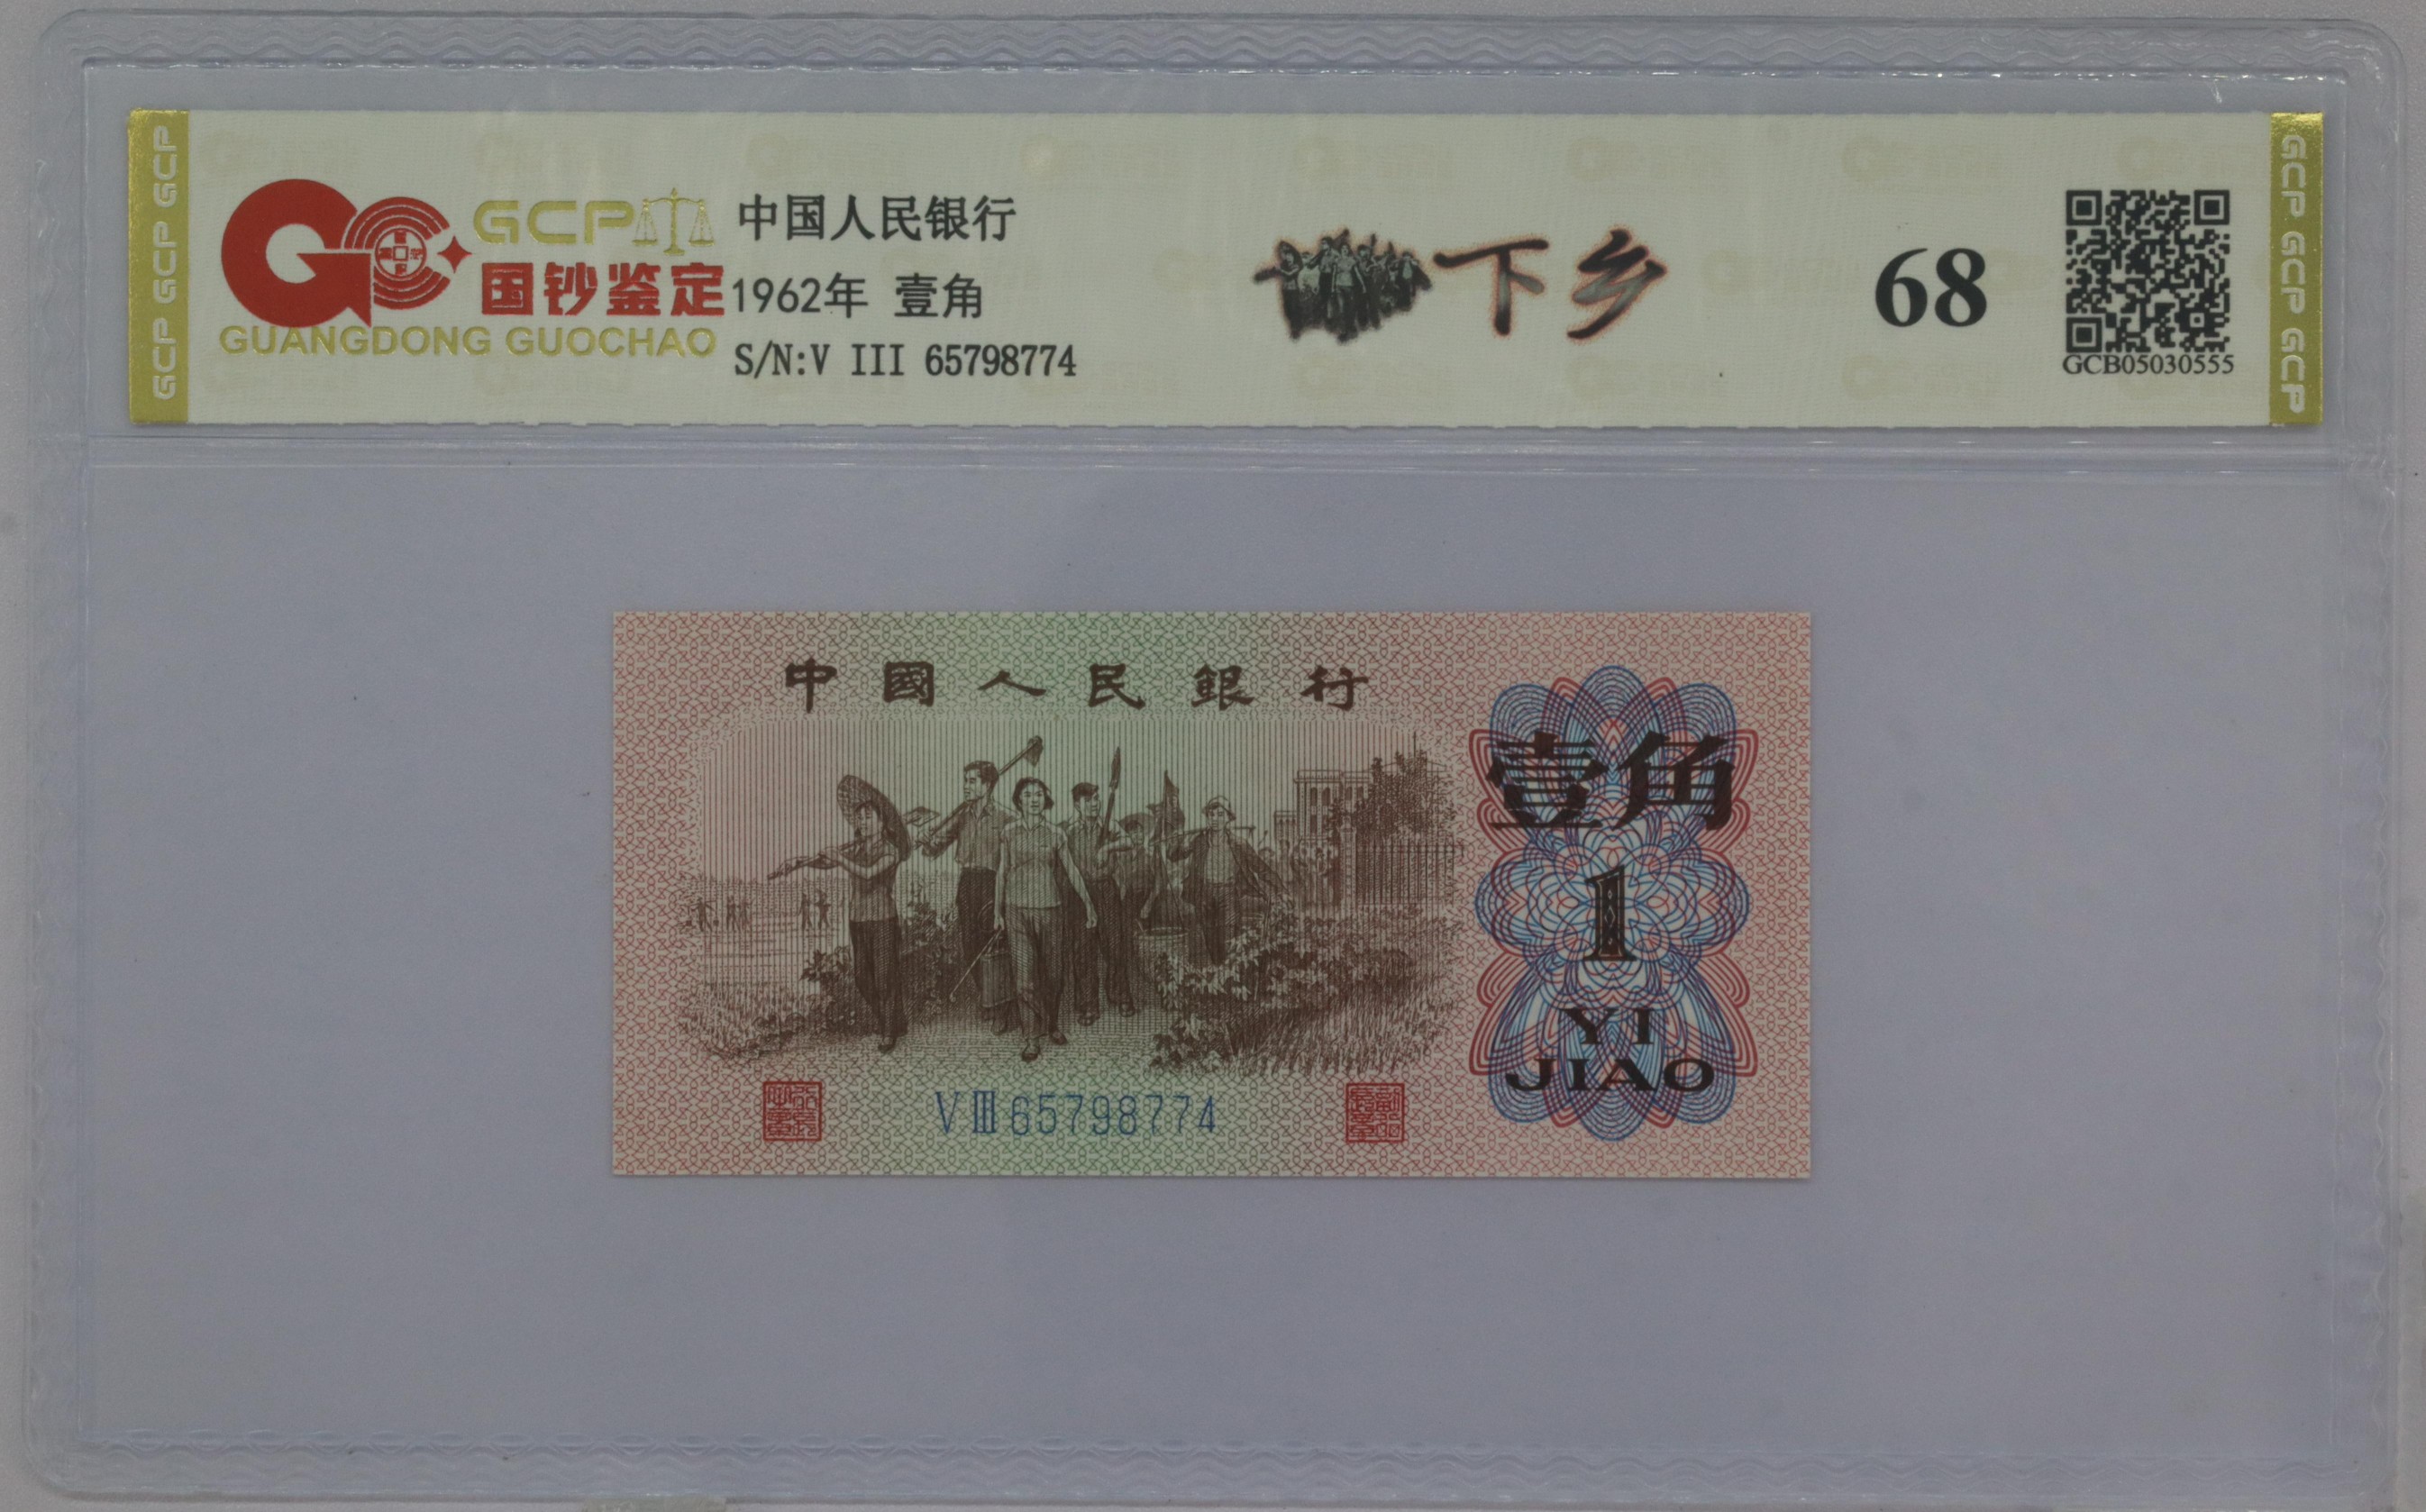 GCP GCP GCP
GCP
国钞鉴定
GUANGDONG GUOCHAO
中国人民银行
1962年 壹角
S/N:V III 65798774
下乡
68
GCB05030555
GCP GCP GCP
中國人民銀行
壹角
1
YI
JIAO
V III 65798774